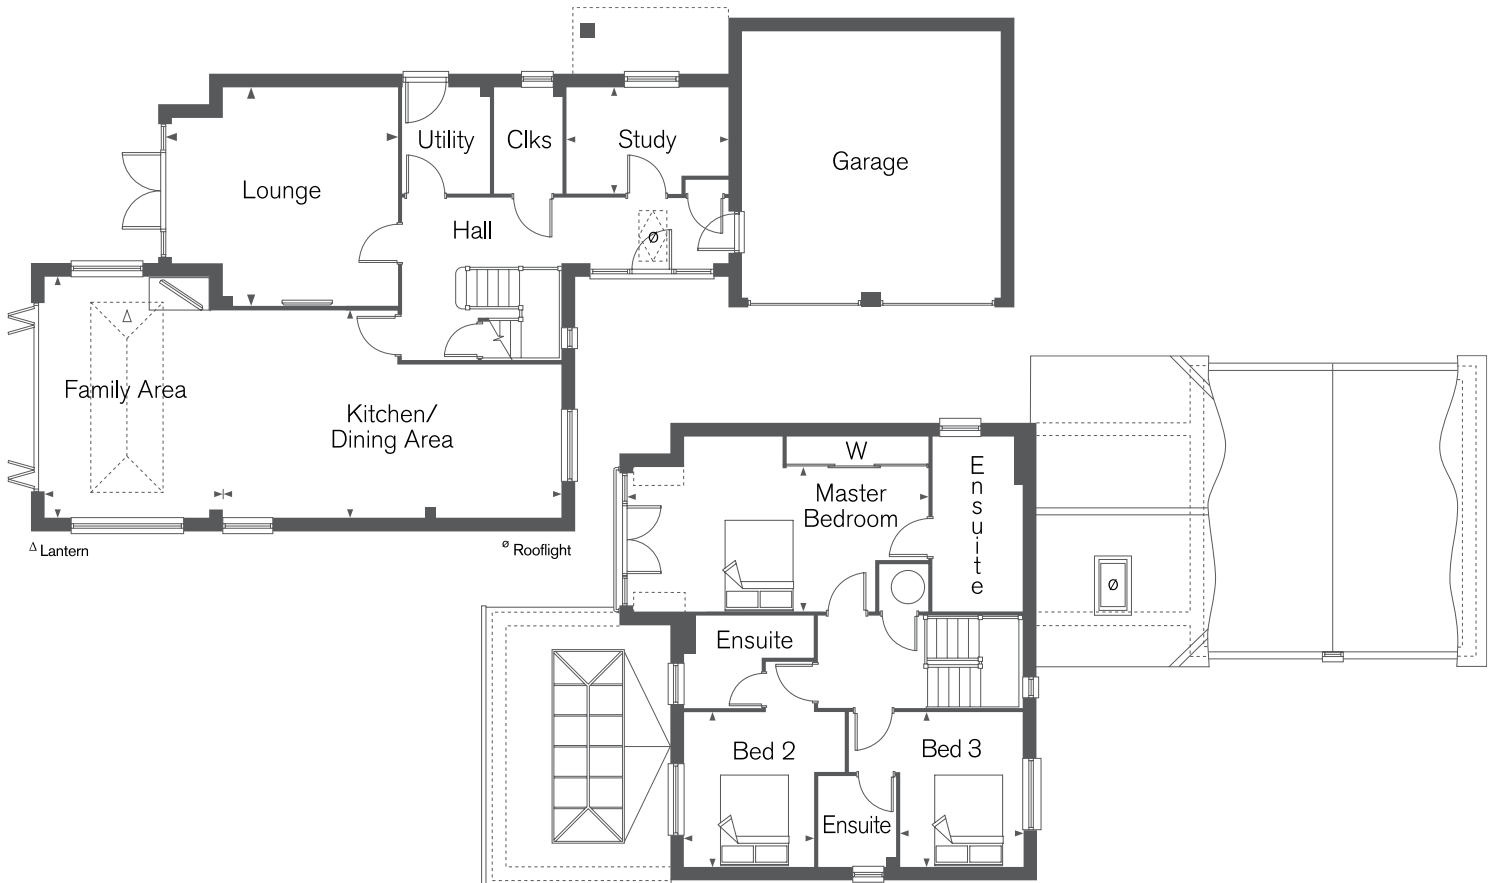 Utility
Clks
Study
Garage
Lounge
Hall
ø
Δ
Family Area
Kitchen/
Dining Area
Δ Lantern
ø Rooflight
W
Master
Bedroom
Ensuite
ø
Ensuite
Bed 2
Bed 3
Ensuite